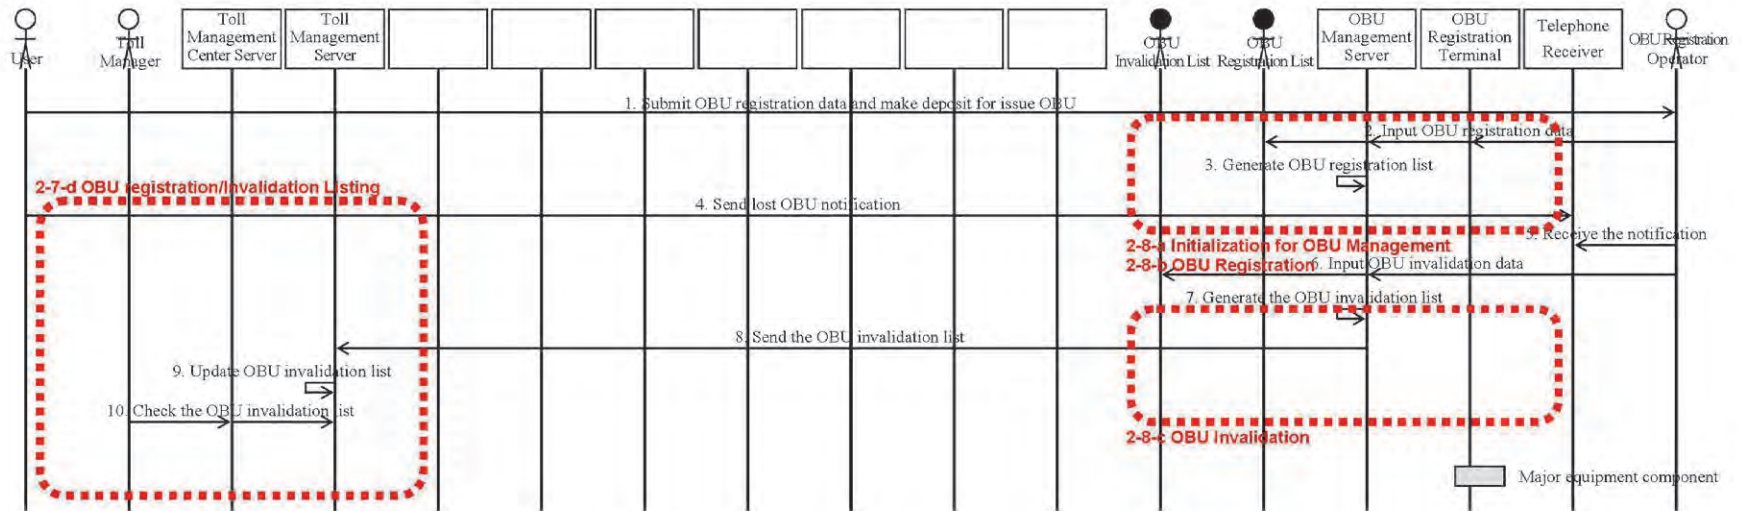 User
Toll
Manager
Toll
Management
Center Server
Toll
Management
Server
OBU
Invalidation List
OBU
Registration List
OBU
Management
Server
OBU
Registration
Terminal
Telephone
Receiver
OBU Registration
Operator
1. Submit OBU registration data and make deposit for issue OBU
2. Input OBU registration data
3. Generate OBU registration list
2-7-d OBU registration/Invalidation Listing
4. Send lost OBU notification
5. Receive the notification
2-8-a Initialization for OBU Management
2-8-b OBU Registration
6. Input OBU invalidation data
7. Generate the OBU invalidation list
8. Send the OBU invalidation list
9. Update OBU invalidation list
10. Check the OBU invalidation list
2-8-c OBU Invalidation
Major equipment component